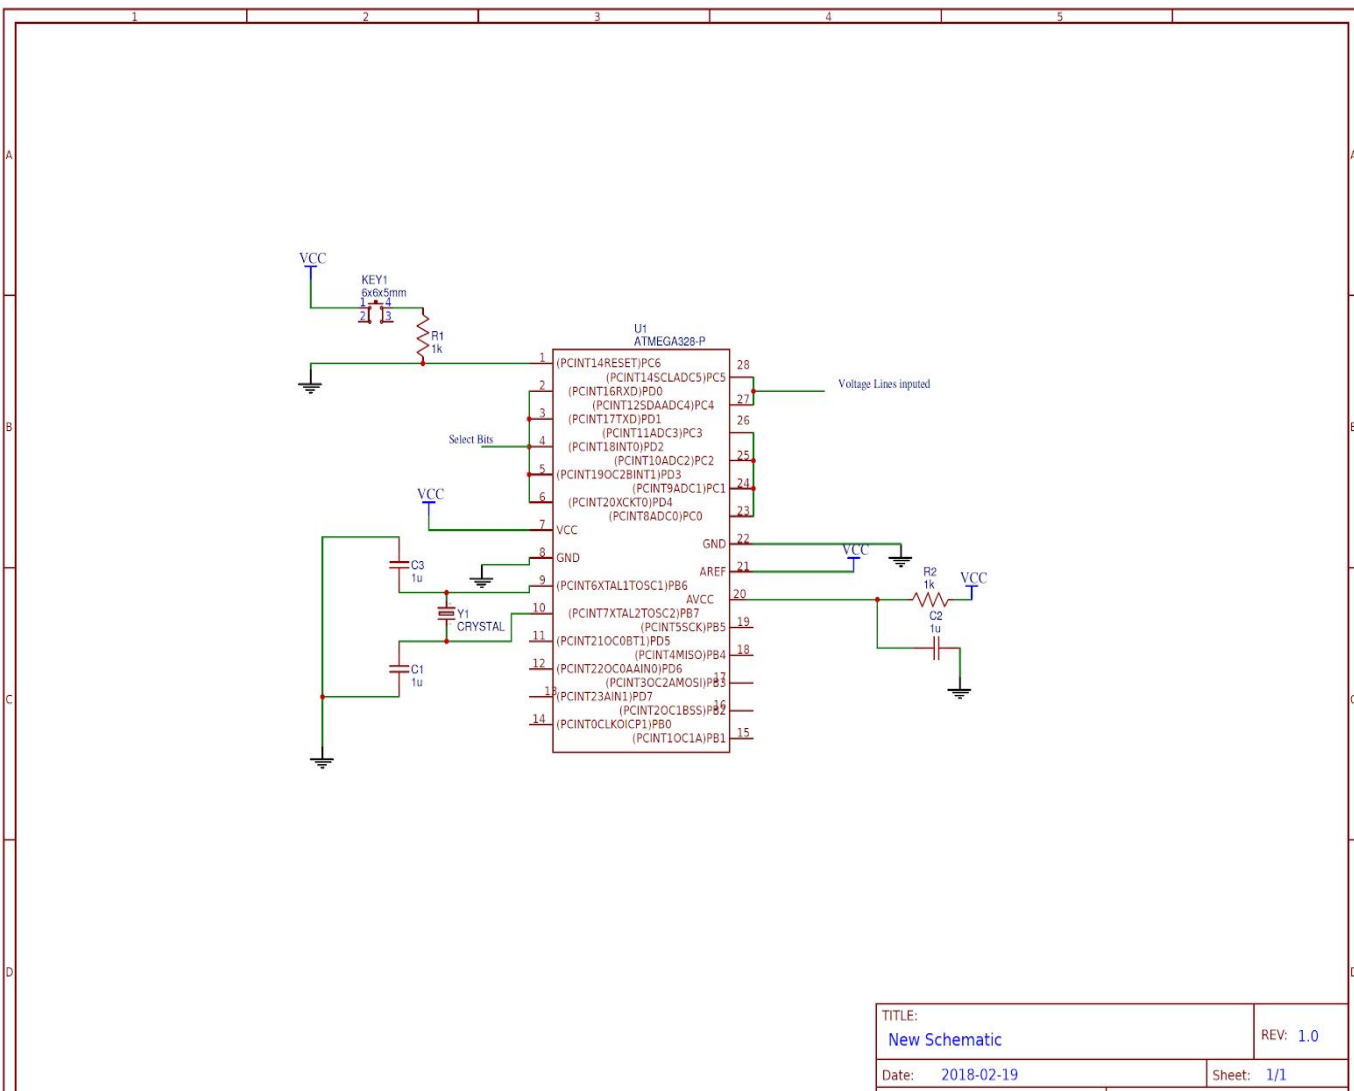 1 2 3 4 5
A A
VCC
KEY1
6x6x5mm
1 4
2 3
R1
1k
U1
ATMEGA328-P
1 (PCINT14RESET)PC6 28
(PCINT14SCLADC5)PC5
2 (PCINT16RXD)PD0
(PCINT12SDAADC4)PC4 27
Voltage Lines inputed
3 (PCINT17TXD)PD1 26
(PCINT11ADC3)PC3
B
Select Bits
4 (PCINT18INT0)PD2
(PCINT10ADC2)PC2 25
5 (PCINT19OC2BINT1)PD3
(PCINT9ADC1)PC1 24
VCC
6 (PCINT20XCKT0)PD4
(PCINT8ADC0)PC0 23
7 VCC
GND 22
VCC
8 GND
AREF 21
C3
1u
9 (PCINT6XTAL1TOSC1)PB6
AVCC 20
R2
1k
VCC
C2
1u
Y1
CRYSTAL
10 (PCINT7XTAL2TOSC2)PB7
(PCINT5SCK)PB5 19
11 (PCINT21OC0BT1)PD5
(PCINT4MISO)PB4 18
C1
1u
12 (PCINT22OC0AAIN0)PD6
(PCINT3OC2AMOSI)PB3 17
13 (PCINT23AIN1)PD7
(PCINT2OC1BSS)PB2 16
14 (PCINT0CLKOICP1)PB0
(PCINT1OC1A)PB1 15
C
D
TITLE:
New Schematic
REV: 1.0
Date: 2018-02-19
Sheet: 1/1